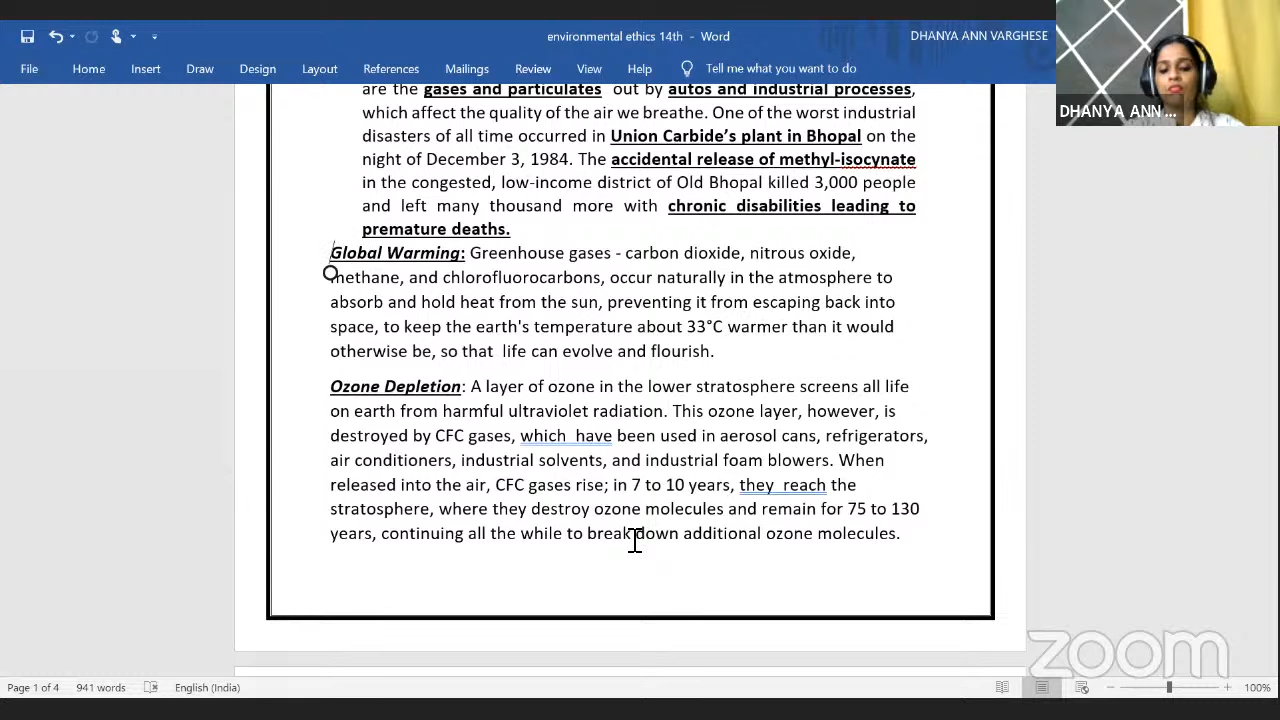 environmental ethics 14th - Word
DHANYA ANN VARGHESE
File Home Insert Draw Design Layout References Mailings Review View Help Tell me what you want to do
DHANYA ANN ...
are the gases and particulates out by autos and industrial processes,
which affect the quality of the air we breathe. One of the worst industrial
disasters of all time occurred in Union Carbide’s plant in Bhopal on the
night of December 3, 1984. The accidental release of methyl-isocynate
in the congested, low-income district of Old Bhopal killed 3,000 people
and left many thousand more with chronic disabilities leading to
premature deaths.
Global Warming: Greenhouse gases - carbon dioxide, nitrous oxide,
methane, and chlorofluorocarbons, occur naturally in the atmosphere to
absorb and hold heat from the sun, preventing it from escaping back into
space, to keep the earth's temperature about 33°C warmer than it would
otherwise be, so that life can evolve and flourish.
Ozone Depletion: A layer of ozone in the lower stratosphere screens all life
on earth from harmful ultraviolet radiation. This ozone layer, however, is
destroyed by CFC gases, which have been used in aerosol cans, refrigerators,
air conditioners, industrial solvents, and industrial foam blowers. When
released into the air, CFC gases rise; in 7 to 10 years, they reach the
stratosphere, where they destroy ozone molecules and remain for 75 to 130
years, continuing all the while to break down additional ozone molecules.
zoom
Page 1 of 4 941 words English (India) 100%